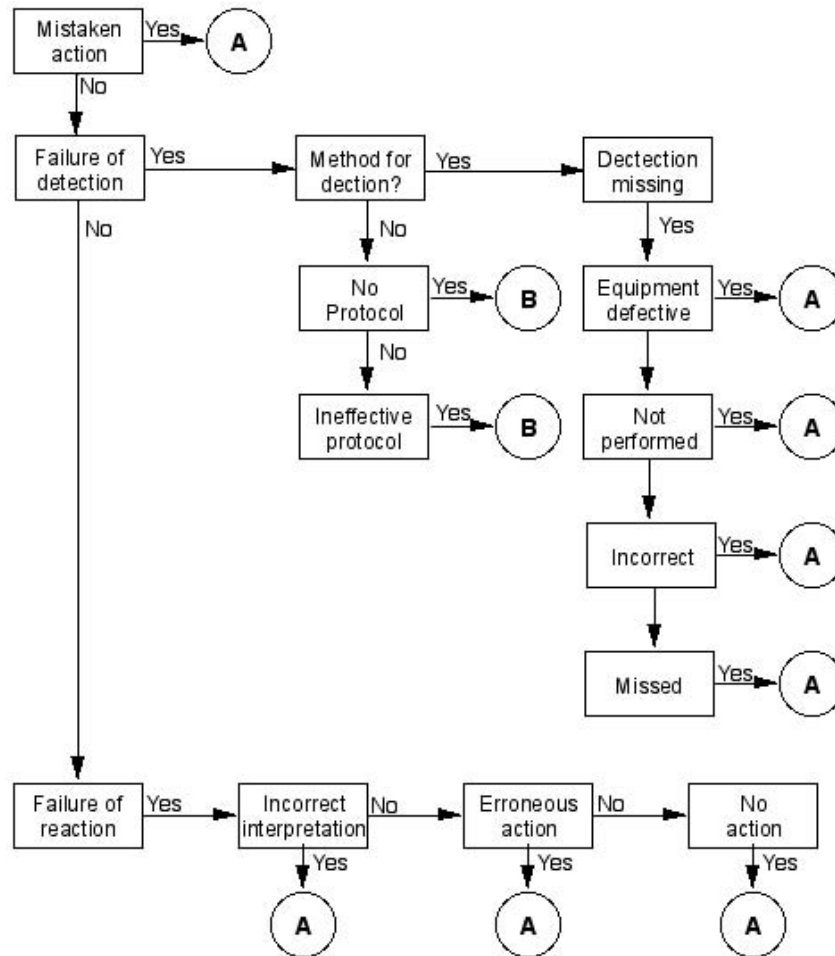 Mistaken
action
Yes
A
No
Failure of
detection
Yes
Method for
dection?
Yes
Dectection
missing
No
No
Yes
No
Protocol
Yes
B
Equipment
defective
Yes
A
No
Ineffective
protocol
Yes
B
Not
performed
Yes
A
Incorrect
Yes
A
Missed
Yes
A
Failure of
reaction
Yes
Incorrect
interpretation
No
Erroneous
action
No
No
action
Yes
Yes
Yes
A
A
A